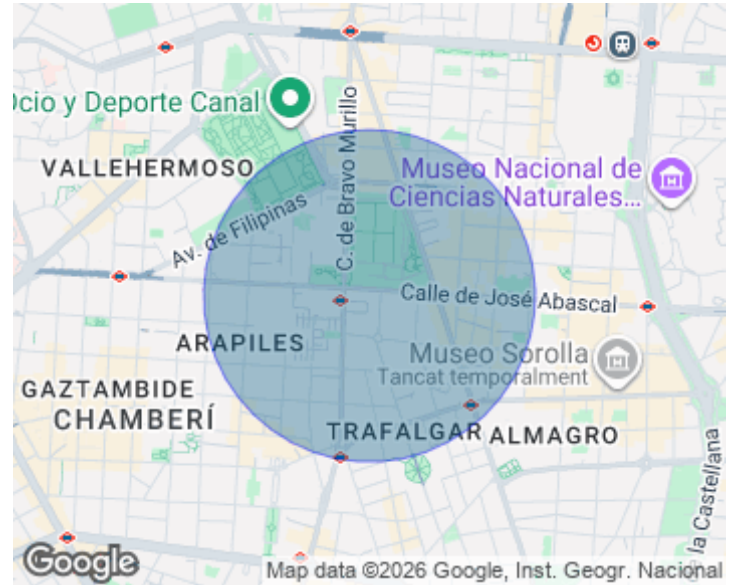 Ocio y Deporte Canal
C. de Bravo Murillo
VALLEHERMOSO
Museo Nacional de
Ciencias Naturales...
Av. de Filipinas
Calle de José Abascal
ARAPILES
Museo Sorolla
Tancat temporalment
GAZTAMBIDE
CHAMBERÍ
TRAFALGAR
ALMAGRO
la Castellana
Google
Map data ©2026 Google, Inst. Geogr. Nacional